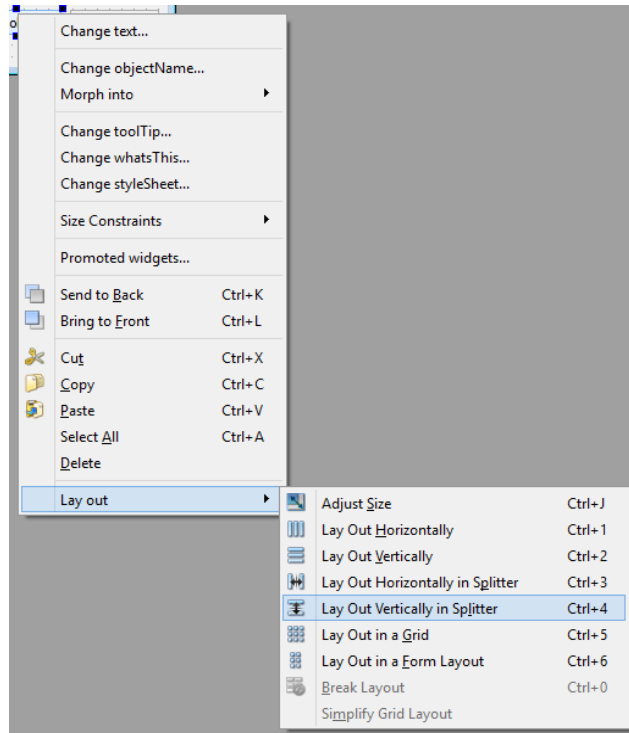 o
Change text...
Change objectName...
Morph into
Change toolTip...
Change whatsThis...
Change styleSheet...
Size Constraints
Promoted widgets...
Send to Back Ctrl+K
Bring to Front Ctrl+L
Cut Ctrl+X
Copy Ctrl+C
Paste Ctrl+V
Select All Ctrl+A
Delete
Lay out
Adjust Size Ctrl+J
Lay Out Horizontally Ctrl+1
Lay Out Vertically Ctrl+2
Lay Out Horizontally in Splitter Ctrl+3
Lay Out Vertically in Splitter Ctrl+4
Lay Out in a Grid Ctrl+5
Lay Out in a Form Layout Ctrl+6
Break Layout Ctrl+0
Simplify Grid Layout